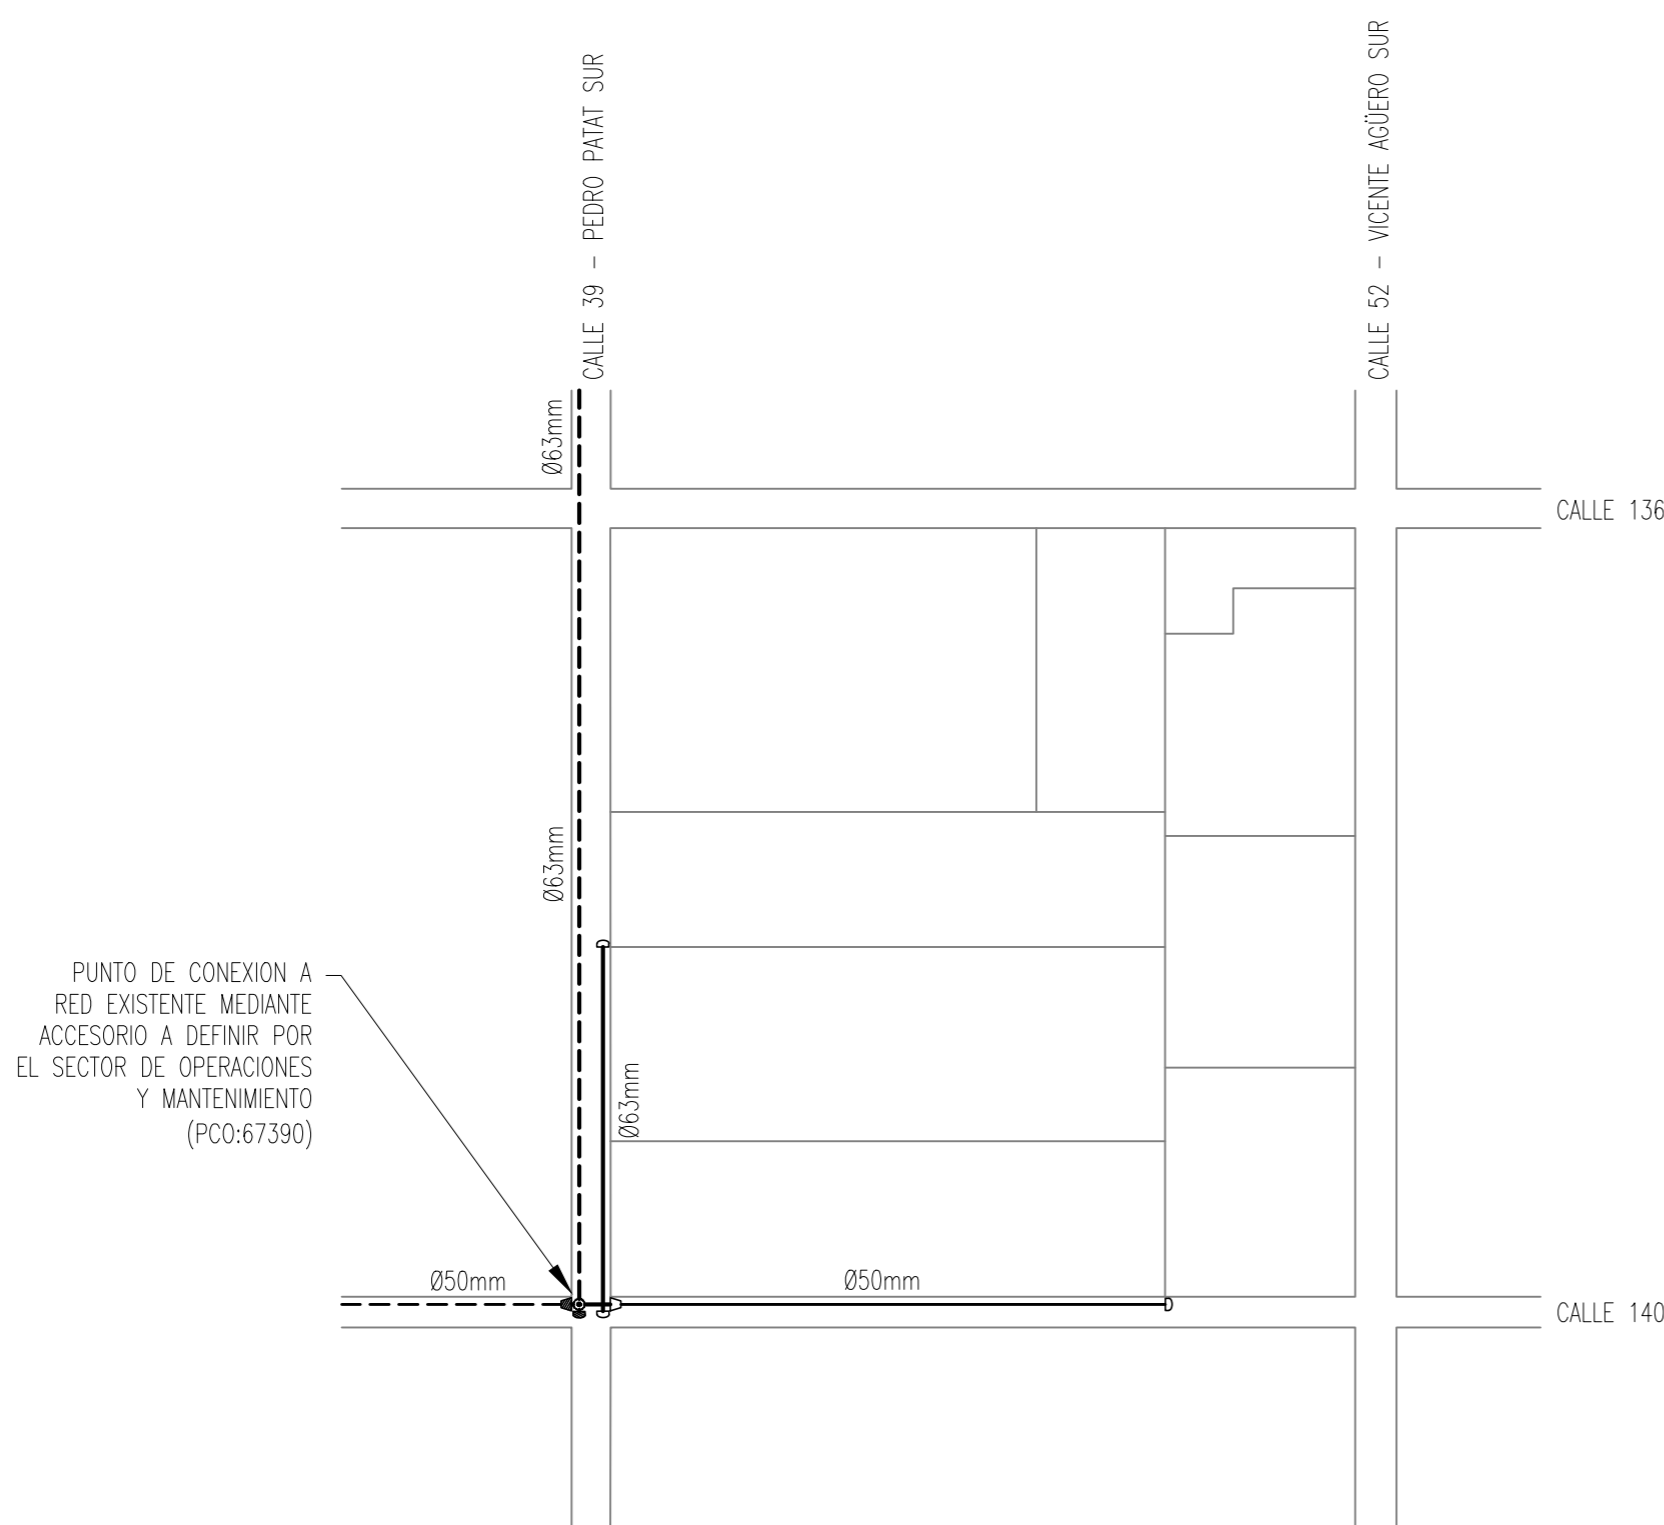 CALLE 39 - PEDRO PATAT SUR
CALLE 52 - VICENTE AGÜERO SUR
Ø63mm
CALLE 136
Ø63mm
PUNTO DE CONEXION A
RED EXISTENTE MEDIANTE
ACCESORIO A DEFINIR POR
EL SECTOR DE OPERACIONES
Y MANTENIMIENTO
(PCO:67390)
Ø63mm
Ø50mm
Ø50mm
CALLE 140